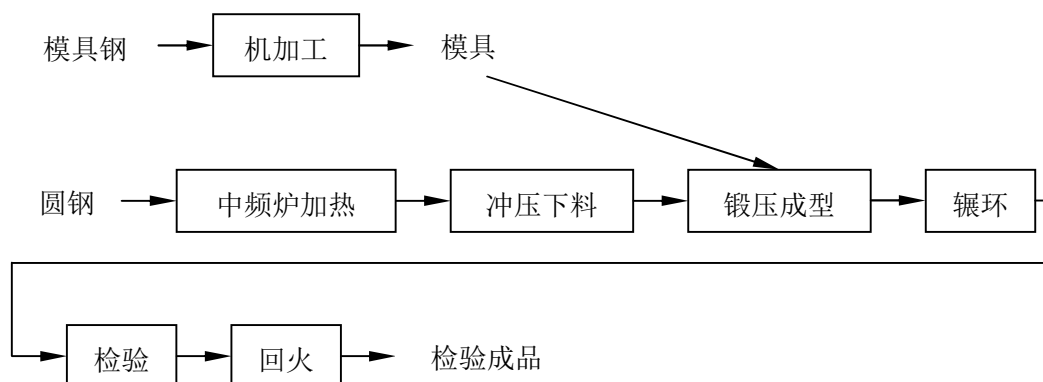 模具钢 机加工 模具
圆钢 中频炉加热 冲压下料 锻压成型 辗环
检验 回火 检验成品